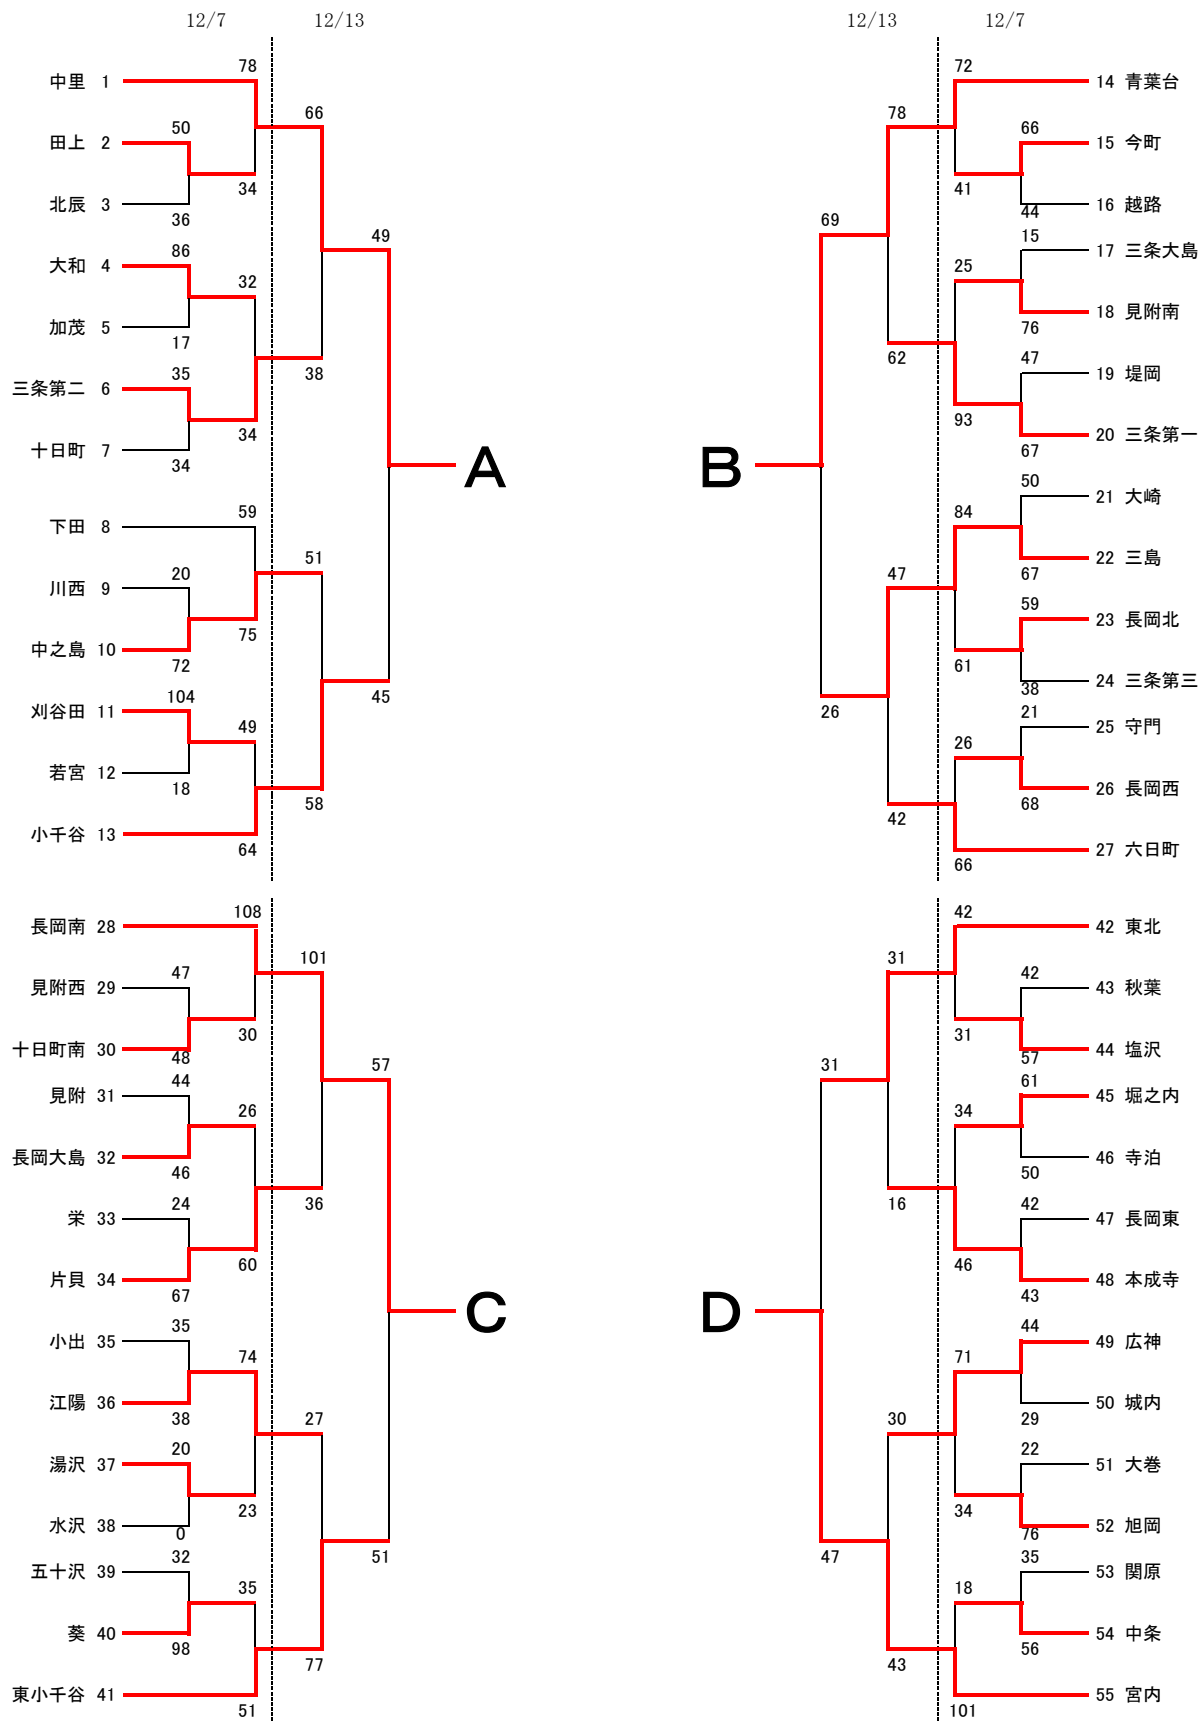 12/7 12/13 12/13 12/7
78
中里 1
66
50
田上 2
34
北辰 3
36
49
86
大和 4
32
加茂 5
17
38
35
三条第二 6
34
十日町 7
34
A
59
下田 8
51
20
川西 9
75
中之島 10
72
45
104
刈谷田 11
49
若宮 12
18
58
小千谷 13
64
72
14 青葉台
78
66
15 今町
41
16 越路
44
69
15
17 三条大島
25
18 見附南
76
62
47
19 堤岡
93
20 三条第一
67
B
50
21 大崎
84
22 三島
67
47
59
23 長岡北
61
24 三条第三
38
26
21
25 守門
26
26 長岡西
68
42
27 六日町
66
108
長岡南 28
101
47
見附西 29
30
十日町南 30
48
57
44
見附 31
26
長岡大島 32
46
36
24
栄 33
60
片貝 34
67
C
35
小出 35
74
江陽 36
38
27
20
湯沢 37
23
水沢 38
0
51
32
五十沢 39
35
葵 40
98
77
東小千谷 41
51
42
42 東北
31
42
43 秋葉
31
44 塩沢
57
31
61
45 堀之内
34
46 寺泊
50
16
42
47 長岡東
46
48 本成寺
43
D
44
49 広神
71
50 城内
29
30
22
51 大巻
34
52 旭岡
76
47
35
53 関原
18
54 中条
56
43
55 宮内
101